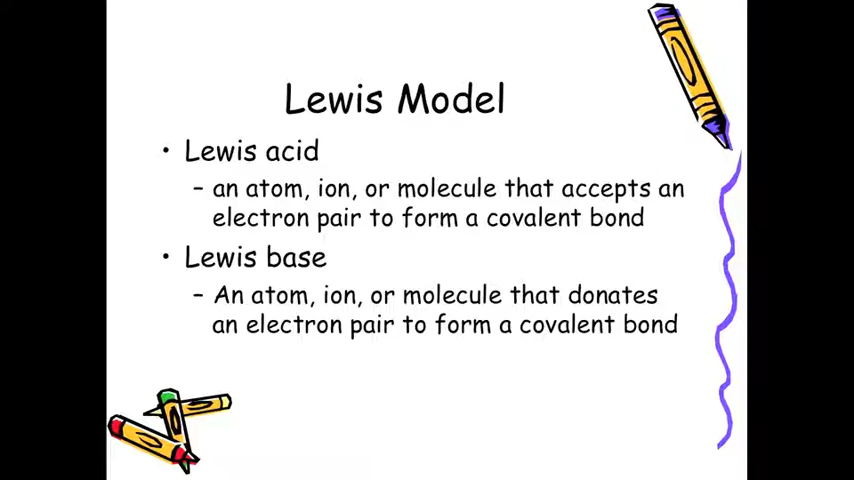 Lewis Model
• Lewis acid
– an atom, ion, or molecule that accepts an
electron pair to form a covalent bond
• Lewis base
– An atom, ion, or molecule that donates
an electron pair to form a covalent bond